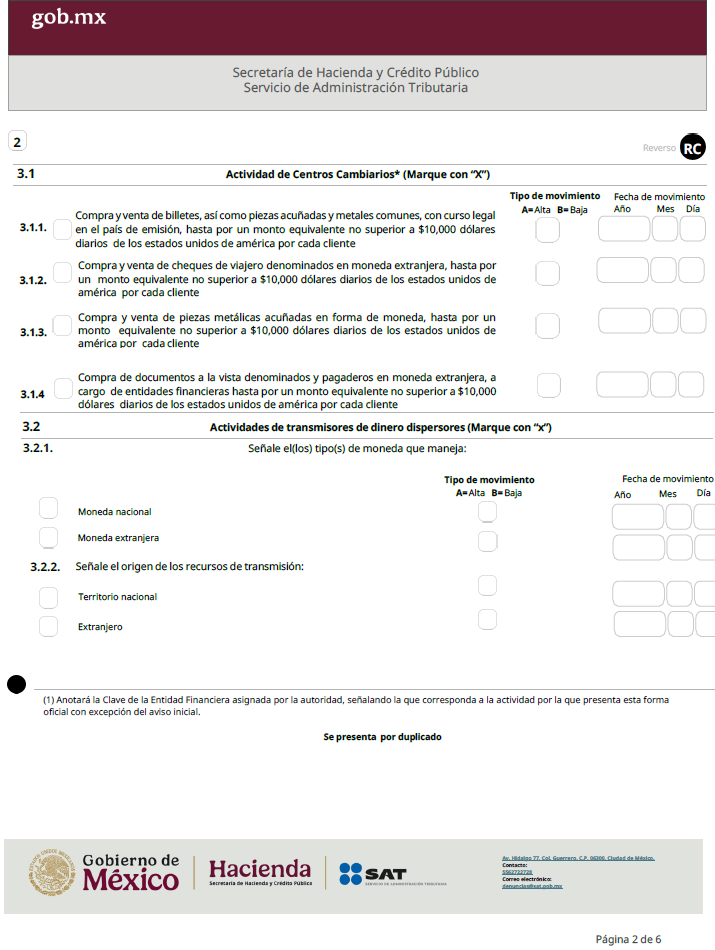 gob.mx
Secretaría de Hacienda y Crédito Público
Servicio de Administración Tributaria
2
Reverso RC
3.1 Actividad de Centros Cambiarios* (Marque con “X”)
Tipo de movimiento Fecha de movimiento
A=Alta B=Baja Año Mes Día
3.1.1. Compra y venta de billetes, así como piezas acuñadas y metales comunes, con curso legal
en el país de emisión, hasta por un monto equivalente no superior a $10,000 dólares
diarios de los estados unidos de américa por cada cliente
3.1.2. Compra y venta de cheques de viajero denominados en moneda extranjera, hasta por
un monto equivalente no superior a $10,000 dólares diarios de los estados unidos de
américa por cada cliente
3.1.3. Compra y venta de piezas metálicas acuñadas en forma de moneda, hasta por un
monto equivalente no superior a $10,000 dólares diarios de los estados unidos de
américa por cada cliente
3.1.4 Compra de documentos a la vista denominados y pagaderos en moneda extranjera, a
cargo de entidades financieras hasta por un monto equivalente no superior a $10,000
dólares diarios de los estados unidos de américa por cada cliente
3.2 Actividades de transmisores de dinero dispersores (Marque con “x”)
3.2.1. Señale el(los) tipo(s) de moneda que maneja:
Tipo de movimiento Fecha de movimiento
A=Alta B=Baja Año Mes Día
Moneda nacional
Moneda extranjera
3.2.2. Señale el origen de los recursos de transmisión:
Territorio nacional
Extranjero
(1) Anotará la Clave de la Entidad Financiera asignada por la autoridad, señalando la que corresponda a la actividad por la que presenta esta forma
oficial con excepción del aviso inicial.
Se presenta por duplicado
Gobierno de
México
Hacienda
Secretaría de Hacienda y Crédito Público
SAT
SERVICIO DE ADMINISTRACIÓN TRIBUTARIA
Av. Hidalgo 77, Col. Guerrero, C.P. 06300, Ciudad de México.
Contacto:
5562722728
Correo electrónico:
denuncias@sat.gob.mx
Página 2 de 6